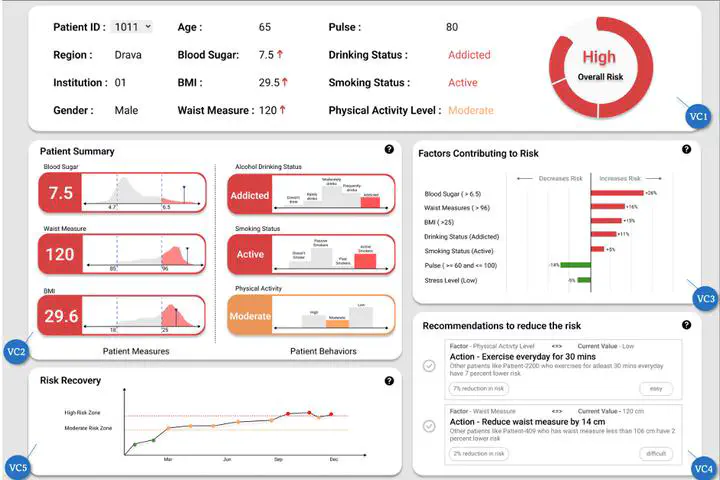 Patient ID : 1011 Age : 65 Pulse : 80
Region : Drava Blood Sugar: 7.5 Drinking Status : Addicted
Institution : 01 BMI : 29.5 Smoking Status : Active
Gender : Male Waist Measure : 120 Physical Activity Level : Moderate
High
Overall Risk
VC1
Patient Summary ?
Blood Sugar
7.5
4.7 6.5
Waist Measure
120
85 96
BMI
29.6
18 25
Patient Measures
Alcohol Drinking Status
Addicted
Doesn't drink
Rarely drinks
Moderately drinks
Frequently drinks
Addicted
Smoking Status
Active
Doesn't Smoke
Passive Smokers
Past Smokers
Active Smokers
Physical Activity
Moderate
High
Moderate
Low
Patient Behaviors
VC2
Factors Contributing to Risk ?
Decreases Risk Increases Risk
Blood Sugar ( > 6.5) +26%
Waist Measures ( > 96) +16%
BMI ( >25) +15%
Drinking Status (Addicted) +11%
Smoking Status (Active) +5%
Pulse ( >= 60 and <= 100) -14%
Stress Level (Low) -5%
VC3
Recommendations to reduce the risk ?
Factor - Physical Activity Level <=> Current Value - Low
Action - Exercise everyday for 30 mins
Other patients like Patient-2200 who exercises for atleast 30 mins everyday
have 7 percent lower risk
7% reduction in risk easy
Factor - Waist Measure <=> Current Value - 120 cm
Action - Reduce waist measure by 14 cm
Other patients like Patient-409 who has waist measure less than 106 cm have 2
percent lower risk
2% reduction in risk difficult
VC4
Risk Recovery ?
High Risk Zone
Moderate Risk Zone
Mar Jun Sep Dec
VC5